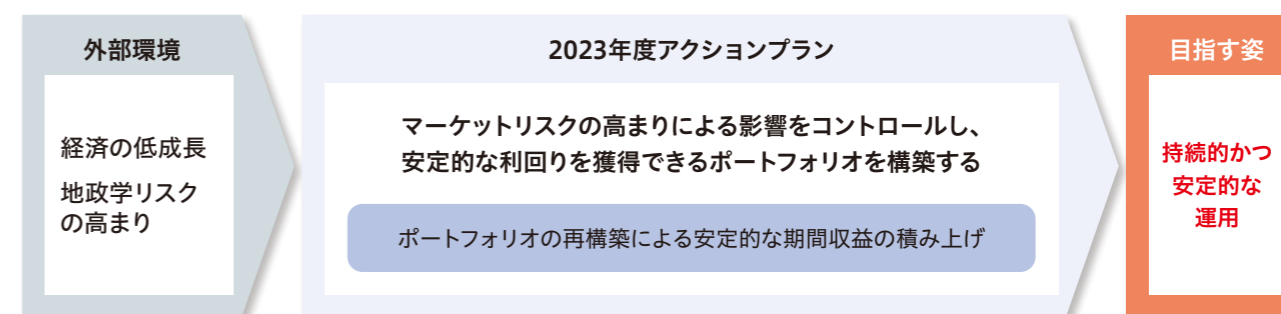 外部環境
経済の低成長
地政学リスク
の高まり
2023年度アクションプラン
マーケットリスクの高まりによる影響をコントロールし、
安定的な利回りを獲得できるポートフォリオを構築する
ポートフォリオの再構築による安定的な期間収益の積み上げ
目指す姿
持続的かつ
安定的な
運用